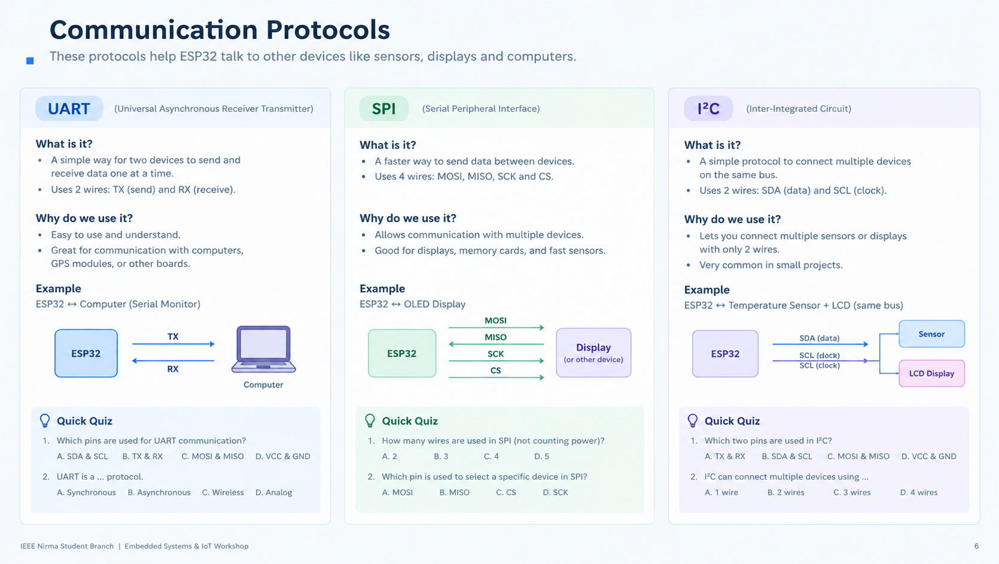 Communication Protocols
These protocols help ESP32 talk to other devices like sensors, displays and computers.
UART (Universal Asynchronous Receiver Transmitter)
What is it?
• A simple way for two devices to send and
receive data one at a time.
• Uses 2 wires: TX (send) and RX (receive).
Why do we use it?
• Easy to use and understand.
• Great for communication with computers,
GPS modules, or other boards.
Example
ESP32 ↔ Computer (Serial Monitor)
ESP32
TX
RX
Computer
Quick Quiz
1. Which pins are used for UART communication?
A. SDA & SCL B. TX & RX C. MOSI & MISO D. VCC & GND
2. UART is a ... protocol.
A. Synchronous B. Asynchronous C. Wireless D. Analog
SPI (Serial Peripheral Interface)
What is it?
• A faster way to send data between devices.
• Uses 4 wires: MOSI, MISO, SCK and CS.
Why do we use it?
• Allows communication with multiple devices.
• Good for displays, memory cards, and fast sensors.
Example
ESP32 ↔ OLED Display
ESP32
MOSI
MISO
SCK
CS
Display
(or other device)
Quick Quiz
1. How many wires are used in SPI (not counting power)?
A. 2 B. 3 C. 4 D. 5
2. Which pin is used to select a specific device in SPI?
A. MOSI B. MISO C. CS D. SCK
I²C (Inter-Integrated Circuit)
What is it?
• A simple protocol to connect multiple devices
on the same bus.
• Uses 2 wires: SDA (data) and SCL (clock).
Why do we use it?
• Lets you connect multiple sensors or displays
with only 2 wires.
• Very common in small projects.
Example
ESP32 ↔ Temperature Sensor + LCD (same bus)
ESP32
SDA (data)
SCL (clock)
SCL (clock)
Sensor
LCD Display
Quick Quiz
1. Which two pins are used in I²C?
A. TX & RX B. SDA & SCL C. MOSI & MISO D. VCC & GND
2. I²C can connect multiple devices using ...
A. 1 wire B. 2 wires C. 3 wires D. 4 wires
IEEE Nirma Student Branch | Embedded Systems & IoT Workshop
6